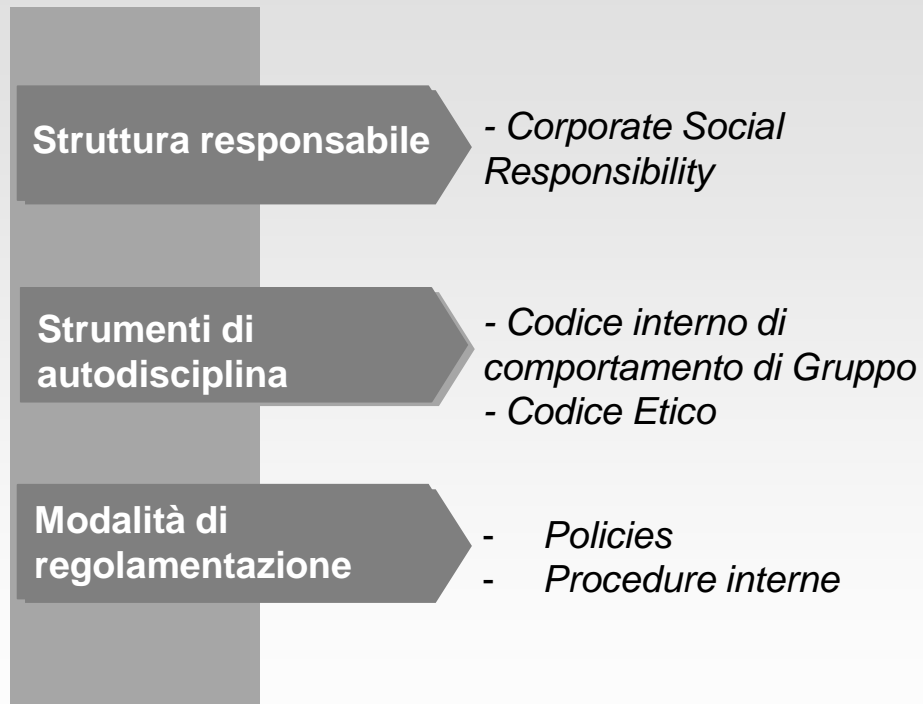 Struttura responsabile
- Corporate Social
Responsibility
Strumenti di
autodisciplina
- Codice interno di
comportamento di Gruppo
- Codice Etico
Modalità di
regolamentazione
- Policies
- Procedure interne